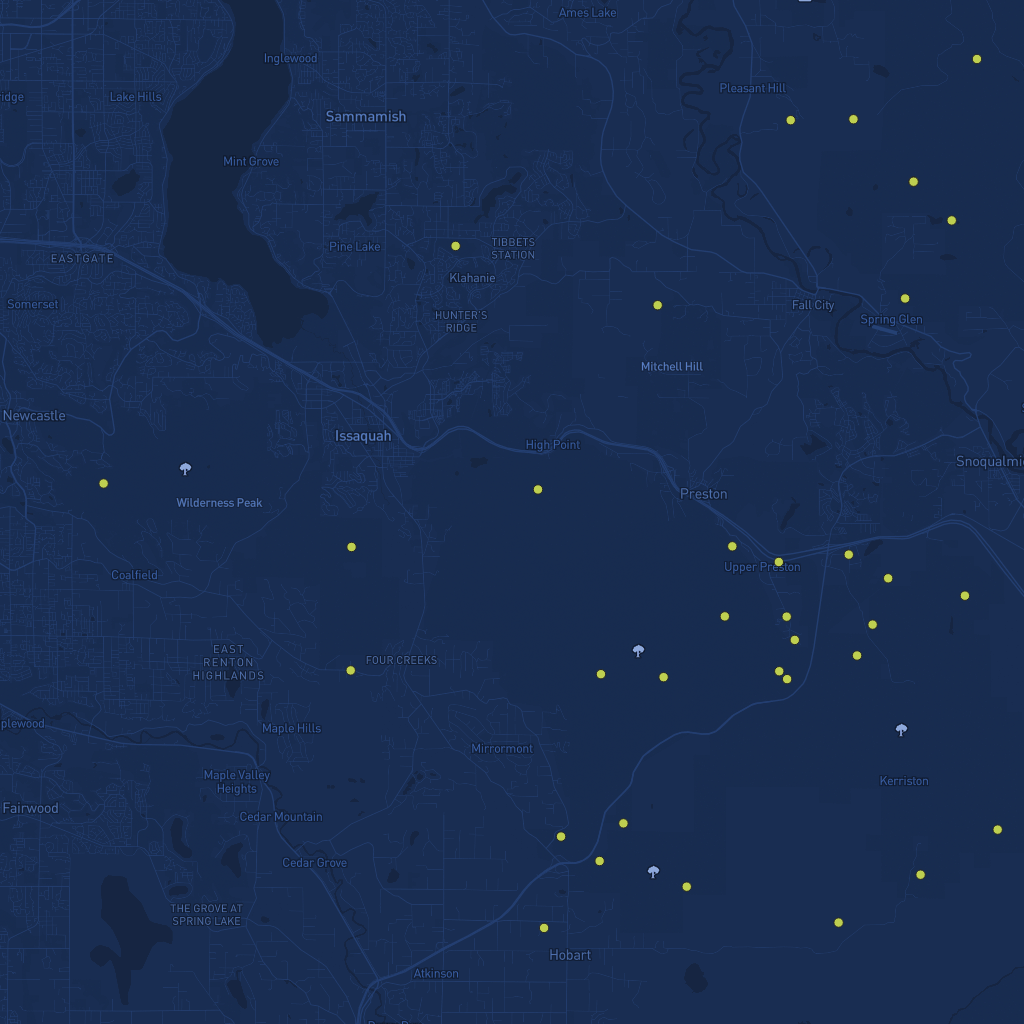 Ames Lake
Inglewood
Pleasant Hill
ridge
Lake Hills
Sammamish
Mint Grove
Pine Lake
TIBBETS
STATION
EASTGATE
Klahanie
Somerset
Fall City
HUNTER'S
RIDGE
Spring Glen
Mitchell Hill
Newcastle
Issaquah
High Point
Snoqualmi
Preston
Wilderness Peak
Upper Preston
Coalfield
EAST
RENTON
HIGHLANDS
FOUR CREEKS
plewood
Maple Hills
Mirrormont
Maple Valley
Heights
Kerriston
Fairwood
Cedar Mountain
Cedar Grove
THE GROVE AT
SPRING LAKE
Hobart
Atkinson